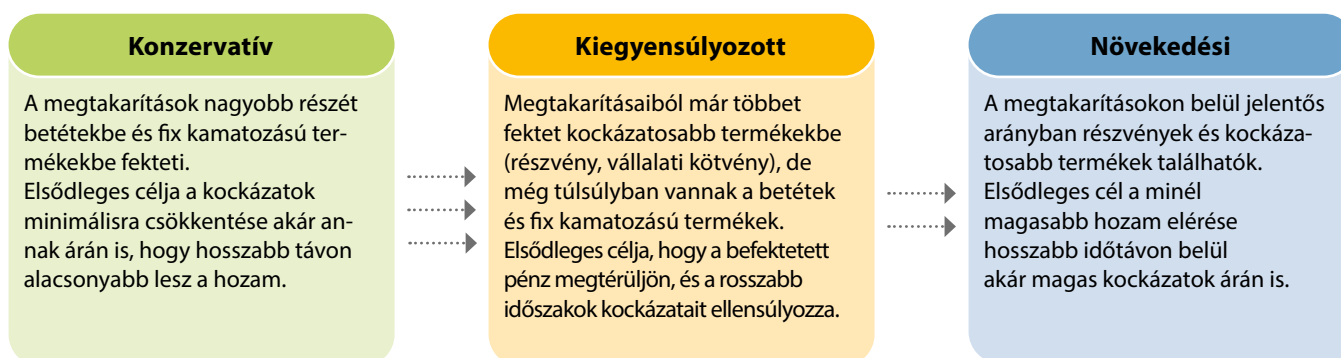 Konzervatív
A megtakarítások nagyobb részét
betétekbe és fix kamatozású ter-
mékekbe fekteti.
Elsődleges célja a kockázatok
minimálisra csökkentése akár an-
nak árán is, hogy hosszabb távon
alacsonyabb lesz a hozam.
Kiegyensúlyozott
Megtakarításaiból már többet
fektet kockázatosabb termékekbe
(részvény, vállalati kötvény), de
még túlsúlyban vannak a betétek
és fix kamatozású termékek.
Elsődleges célja, hogy a befektetett
pénz megtérüljön, és a rosszabb
időszakok kockázatait ellensúlyozza.
Növekedési
A megtakarításokon belül jelentős
arányban részvények és kockáza-
tosabb termékek találhatók.
Elsődleges cél a minél
magasabb hozam elérése
hosszabb időtávon belül
akár magas kockázatok árán is.